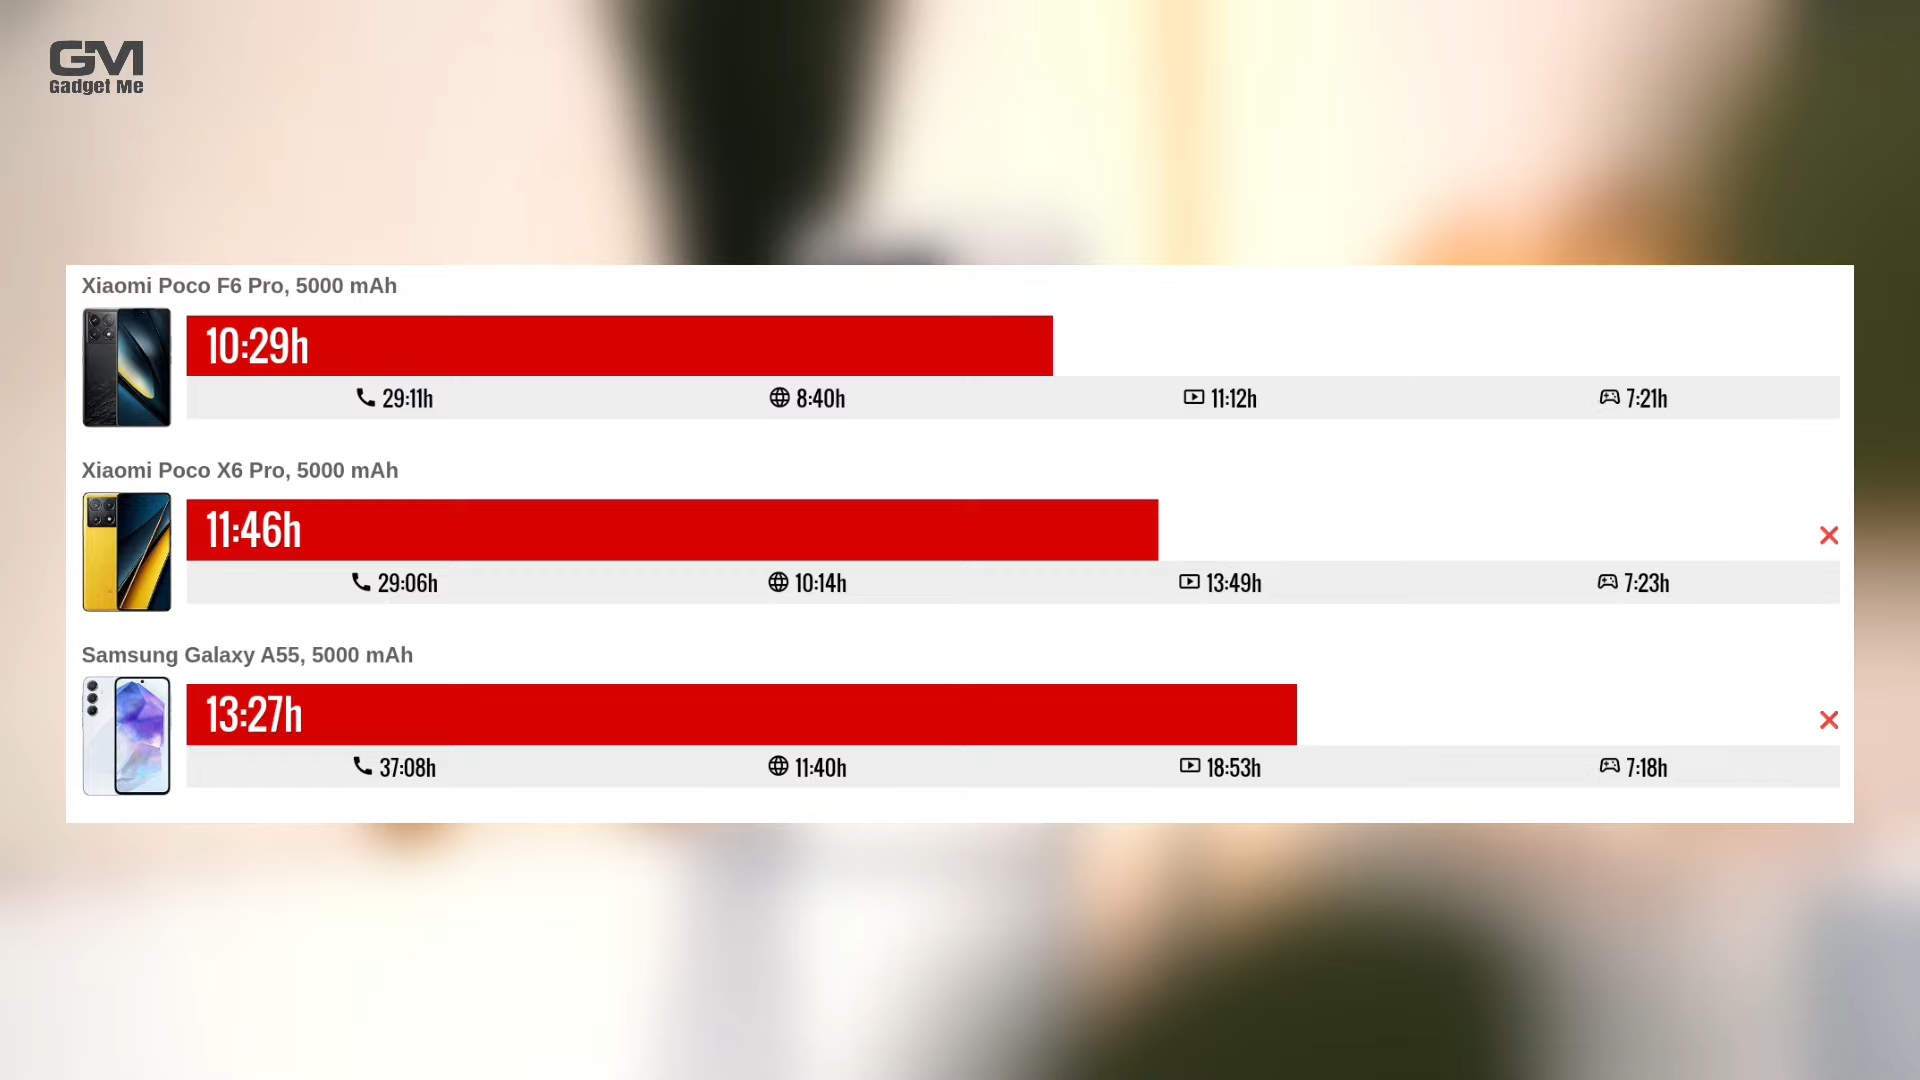 GM
Gadget Me
Xiaomi Poco F6 Pro, 5000 mAh
10:29h
29:11h 8:40h 11:12h 7:21h
Xiaomi Poco X6 Pro, 5000 mAh
11:46h
29:06h 10:14h 13:49h 7:23h
Samsung Galaxy A55, 5000 mAh
13:27h
37:08h 11:40h 18:53h 7:18h